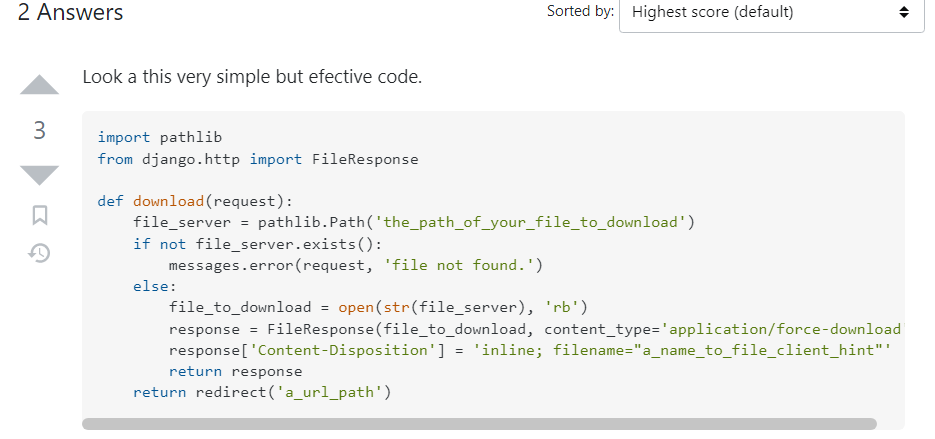 2 Answers
Sorted by:
Highest score (default)
Look a this very simple but efective code.
3
import pathlib
from django.http import FileResponse
def download(request):
file_server = pathlib.Path('the_path_of_your_file_to_download')
if not file_server.exists():
messages.error(request, 'file not found.')
else:
file_to_download = open(str(file_server), 'rb')
response = FileResponse(file_to_download, content_type='application/force-download'
response['Content-Disposition'] = 'inline; filename="a_name_to_file_client_hint"'
return response
return redirect('a_url_path')